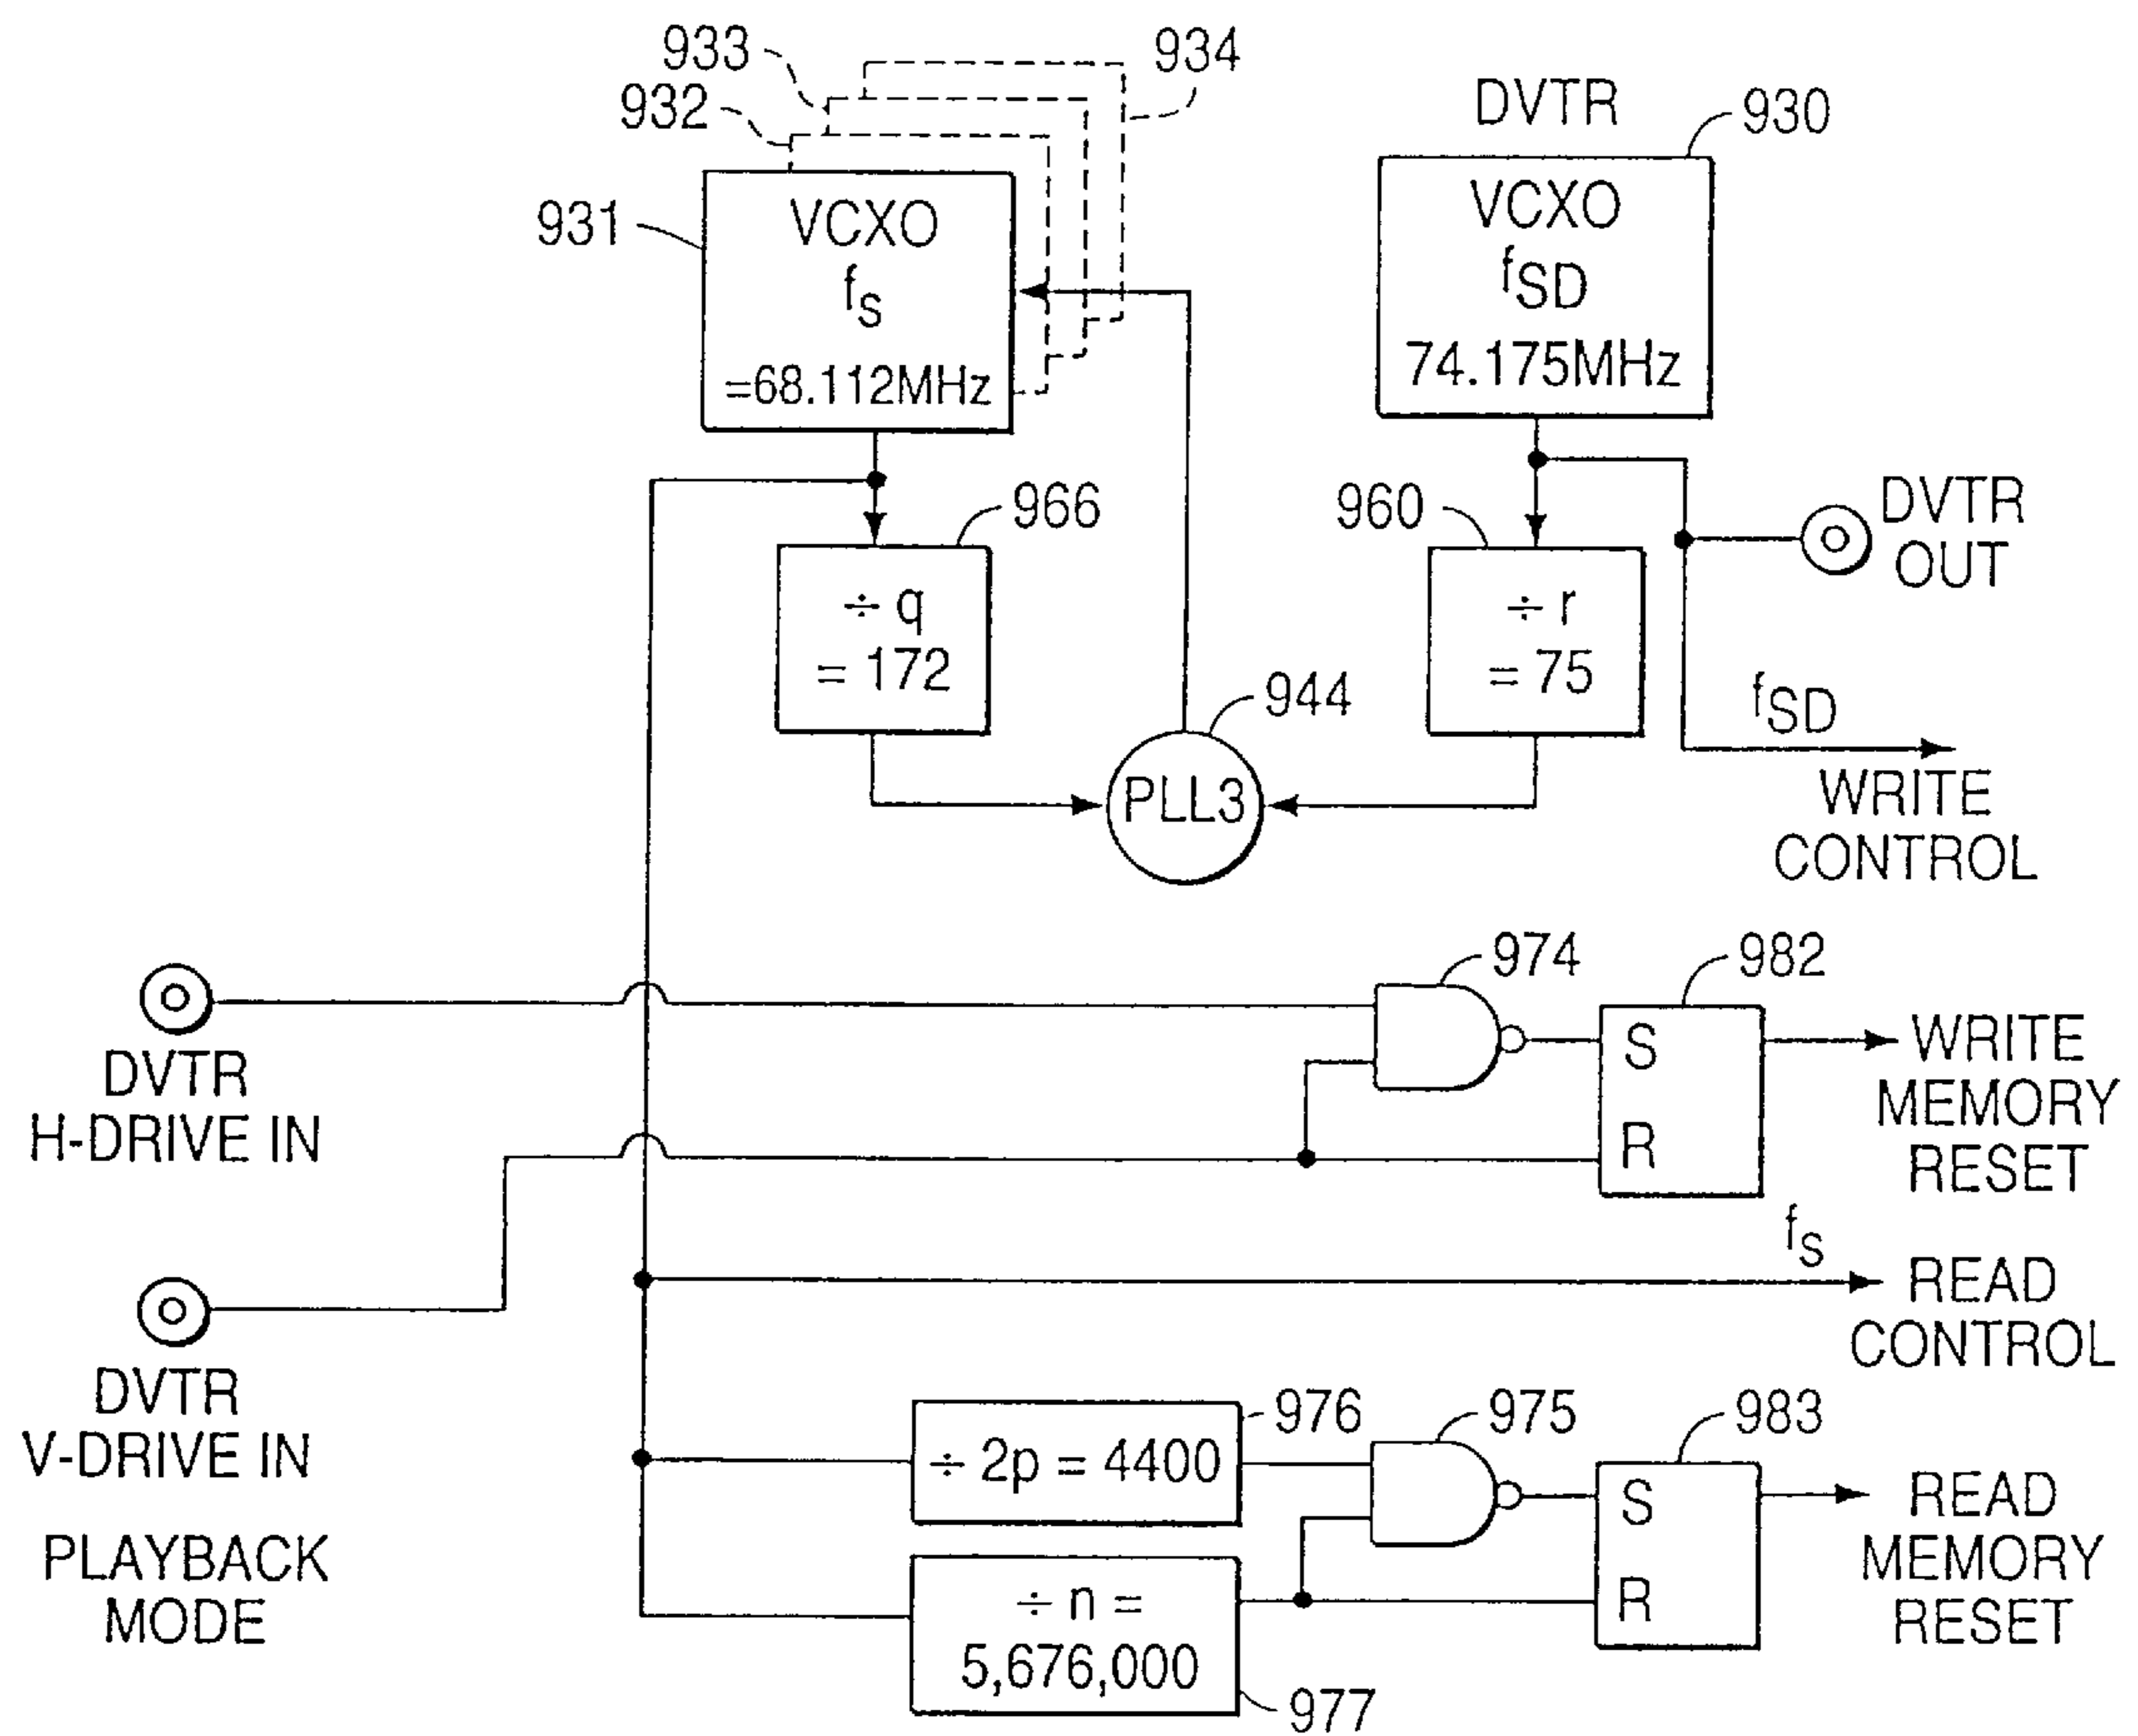 933
934
932
DVTR
930
931
VCXO
fS
=68.112MHz
VCXO
fSD
74.175MHz
966
960
DVTR
OUT
÷ q
= 172
÷ r
= 75
944
fSD
PLL3
WRITE
CONTROL
974
982
DVTR
H-DRIVE IN
S
R
WRITE
MEMORY
RESET
fS
READ
CONTROL
DVTR
V-DRIVE IN
976
975
983
÷ 2p = 4400
S
R
READ
MEMORY
RESET
PLAYBACK
MODE
÷ n =
5,676,000
977